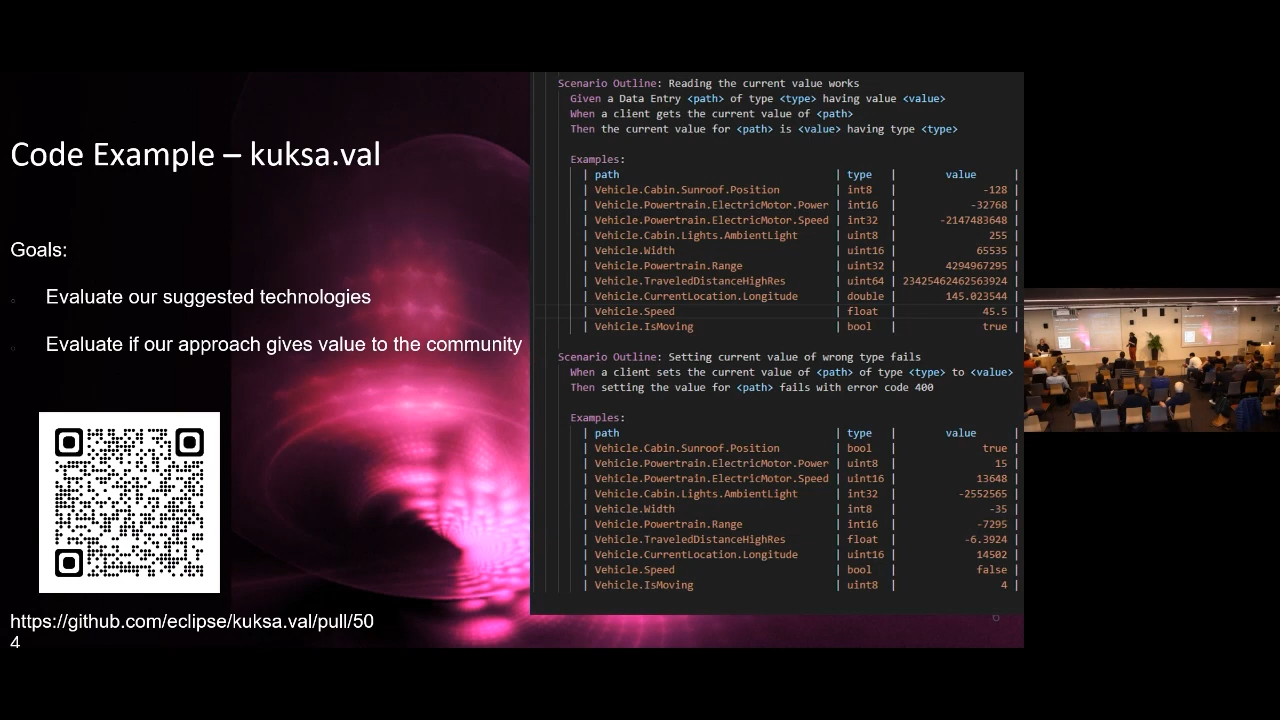 Code Example – kuksa.val
Goals:
Evaluate our suggested technologies
Evaluate if our approach gives value to the community
https://github.com/eclipse/kuksa.val/pull/50
4
Scenario Outline: Reading the current value works
Given a Data Entry <path> of type <type> having value <value>
When a client gets the current value of <path>
Then the current value for <path> is <value> having type <type>
Examples:
| path | type | value |
| Vehicle.Cabin.Sunroof.Position | int8 | -128 |
| Vehicle.Powertrain.ElectricMotor.Power | int16 | -32768 |
| Vehicle.Powertrain.ElectricMotor.Speed | int32 | -2147483648 |
| Vehicle.Cabin.Lights.AmbientLight | uint8 | 255 |
| Vehicle.Width | uint16 | 65535 |
| Vehicle.Powertrain.Range | uint32 | 4294967295 |
| Vehicle.TraveledDistanceHighRes | uint64 | 23425462462563924 |
| Vehicle.CurrentLocation.Longitude | double | 145.023544 |
| Vehicle.Speed | float | 45.5 |
| Vehicle.IsMoving | bool | true |
Scenario Outline: Setting current value of wrong type fails
When a client sets the current value of <path> of type <type> to <value>
Then setting the value for <path> fails with error code 400
Examples:
| path | type | value |
| Vehicle.Cabin.Sunroof.Position | bool | true |
| Vehicle.Powertrain.ElectricMotor.Power | uint8 | 15 |
| Vehicle.Powertrain.ElectricMotor.Speed | uint16 | 13648 |
| Vehicle.Cabin.Lights.AmbientLight | int32 | -2552565 |
| Vehicle.Width | int8 | -35 |
| Vehicle.Powertrain.Range | int16 | -7295 |
| Vehicle.TraveledDistanceHighRes | float | -6.3924 |
| Vehicle.CurrentLocation.Longitude | uint16 | 14502 |
| Vehicle.Speed | bool | false |
| Vehicle.IsMoving | uint8 | 4 |
6